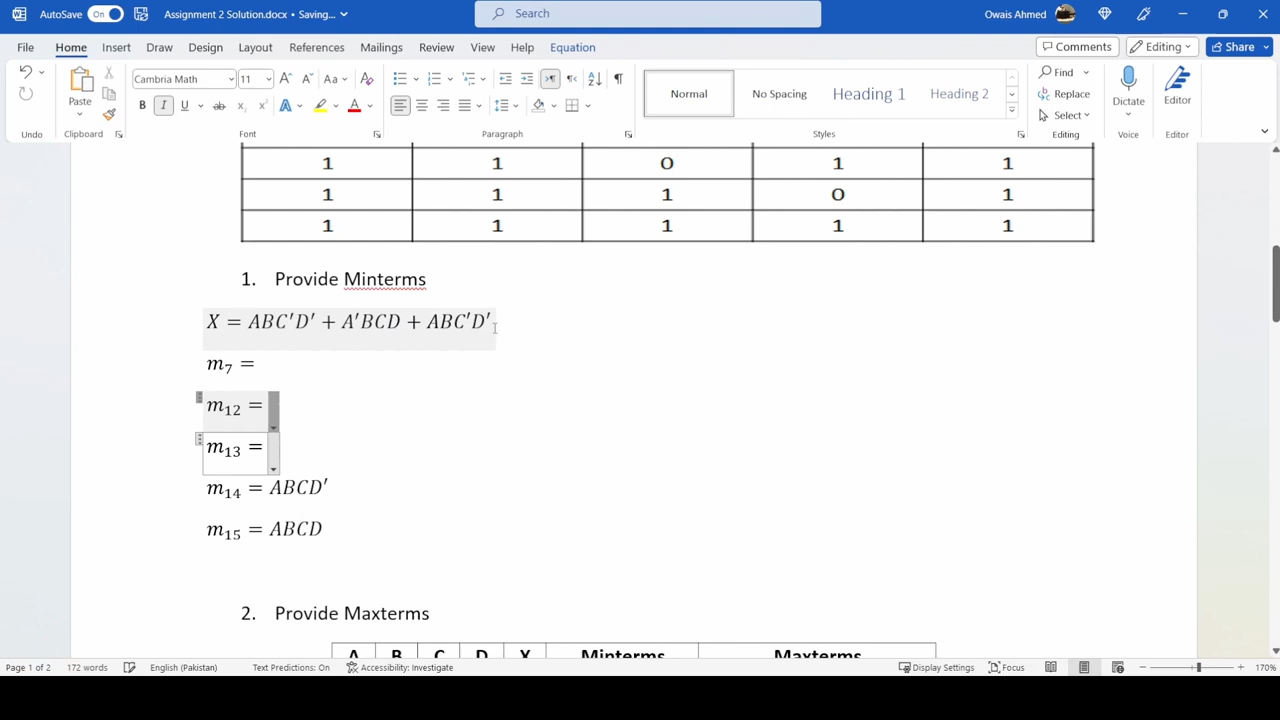 AutoSave On Assignment 2 Solution.docx • Saving... Search Owais Ahmed
File Home Insert Draw Design Layout References Mailings Review View Help Equation Comments Editing Share
Cambria Math 11 Aa Normal No Spacing Heading 1 Heading 2 Find
Paste B I U ab x₂ x² A A Replace Dictate Editor
Select
Undo Clipboard Font Paragraph Styles Editing Voice Editor
1 1 0 1 1
1 1 1 0 1
1 1 1 1 1
1. Provide Minterms
X = ABC′D′ + A′BCD + ABC′D′
m₇ =
m₁₂ =
m₁₃ =
m₁₄ = ABCD′
m₁₅ = ABCD
2. Provide Maxterms
A B C D X Minterms Maxterms
Page 1 of 2 172 words English (Pakistan) Text Predictions: On Accessibility: Investigate Display Settings Focus 170%